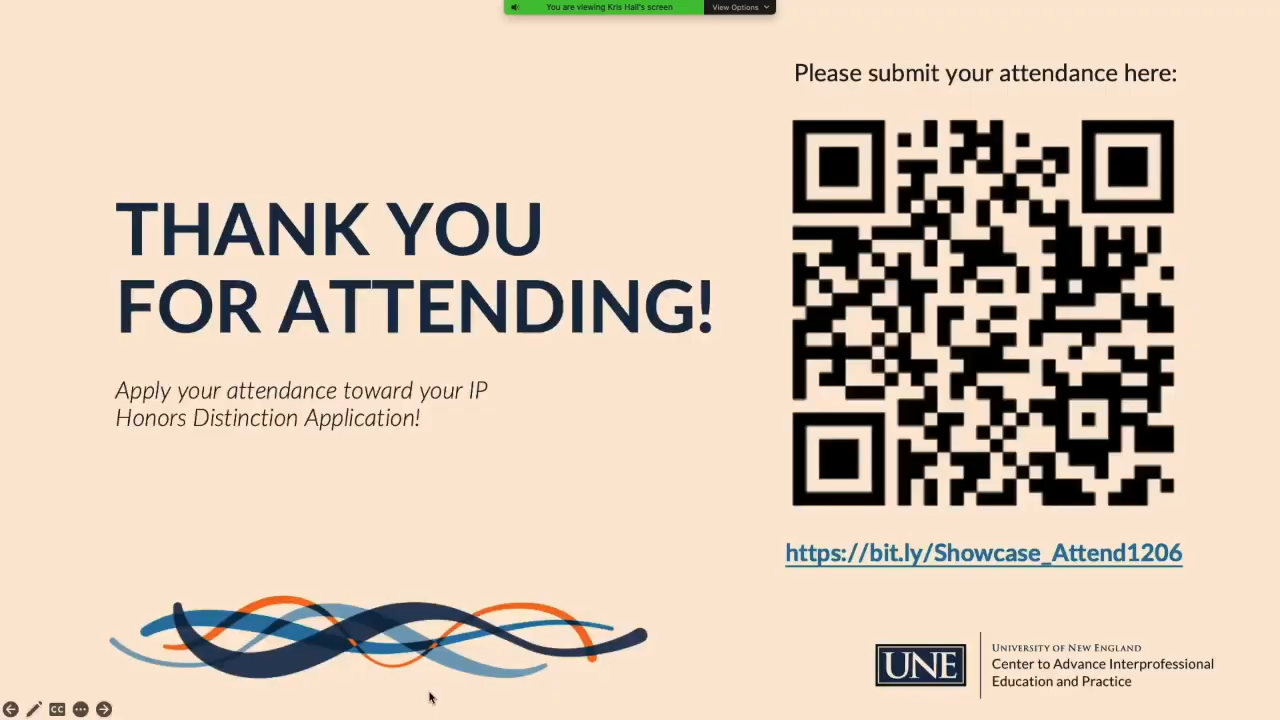 You are viewing Kris Hall's screen
View Options
Please submit your attendance here:
THANK YOU
FOR ATTENDING!
Apply your attendance toward your IP
Honors Distinction Application!
https://bit.ly/Showcase_Attend1206
UNE
UNIVERSITY OF NEW ENGLAND
Center to Advance Interprofessional
Education and Practice
CC